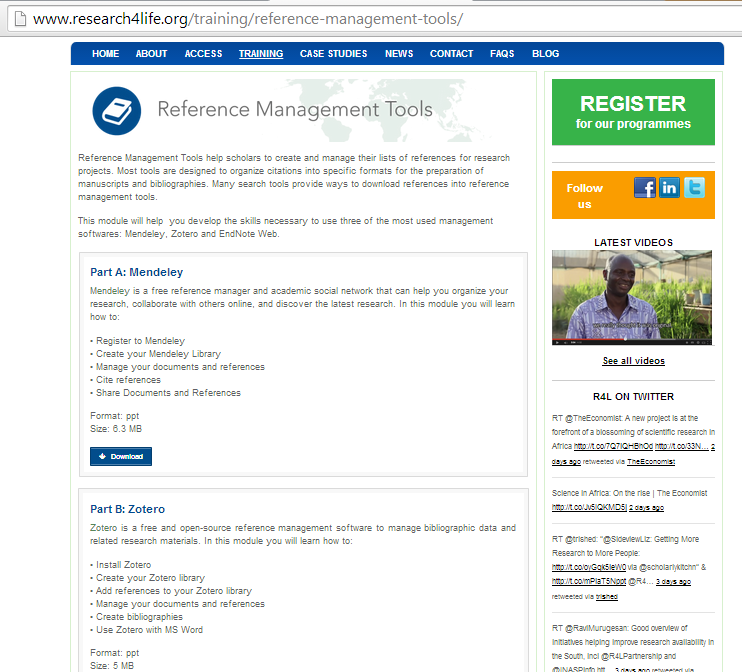 www.research4life.org/training/reference-management-tools/
HOME ABOUT ACCESS TRAINING CASE STUDIES NEWS CONTACT FAQS BLOG
Reference Management Tools
Reference Management Tools help scholars to create and manage their lists of references for research
projects. Most tools are designed to organize citations into specific formats for the preparation of
manuscripts and bibliographies. Many search tools provide ways to download references into reference
management tools.
This module will help you develop the skills necessary to use three of the most used management
softwares: Mendeley, Zotero and EndNote Web.
Part A: Mendeley
Mendeley is a free reference manager and academic social network that can help you organize your
research, collaborate with others online, and discover the latest research. In this module you will learn
how to:
• Register to Mendeley
• Create your Mendeley Library
• Manage your documents and references
• Cite references
• Share Documents and References
Format: ppt
Size: 6.3 MB
Download
Part B: Zotero
Zotero is a free and open-source reference management software to manage bibliographic data and
related research materials. In this module you will learn how to:
• Install Zotero
• Create your Zotero library
• Add references to your Zotero library
• Manage your documents and references
• Create bibliographies
• Use Zotero with MS Word
Format: ppt
Size: 5 MB
REGISTER
for our programmes
Follow
us
LATEST VIDEOS
See all videos
R4L ON TWITTER
RT @TheEconomist: A new project is at the
forefront of a blossoming of scientific research in
Africa http://t.co/7Q7IQHBhOd http://t.co/33N... 2
days ago retweeted via TheEconomist
Science in Africa: On the rise | The Economist
http://t.co/Jv5iQKMD5j 2 days ago
RT @trished: "@SideviewLiz: Getting More
Research to More People:
http://t.co/oyGqk5IeW0 via @scholarlykitchn" &
http://t.co/mPlaT5Nppt @R4... 3 days ago
retweeted via trished
RT @RaviMurugesan: Good overview of
initiatives helping improve research availability in
the South, incl @R4LPartnership and
@INASPinfo htt... 3 days ago retweeted via